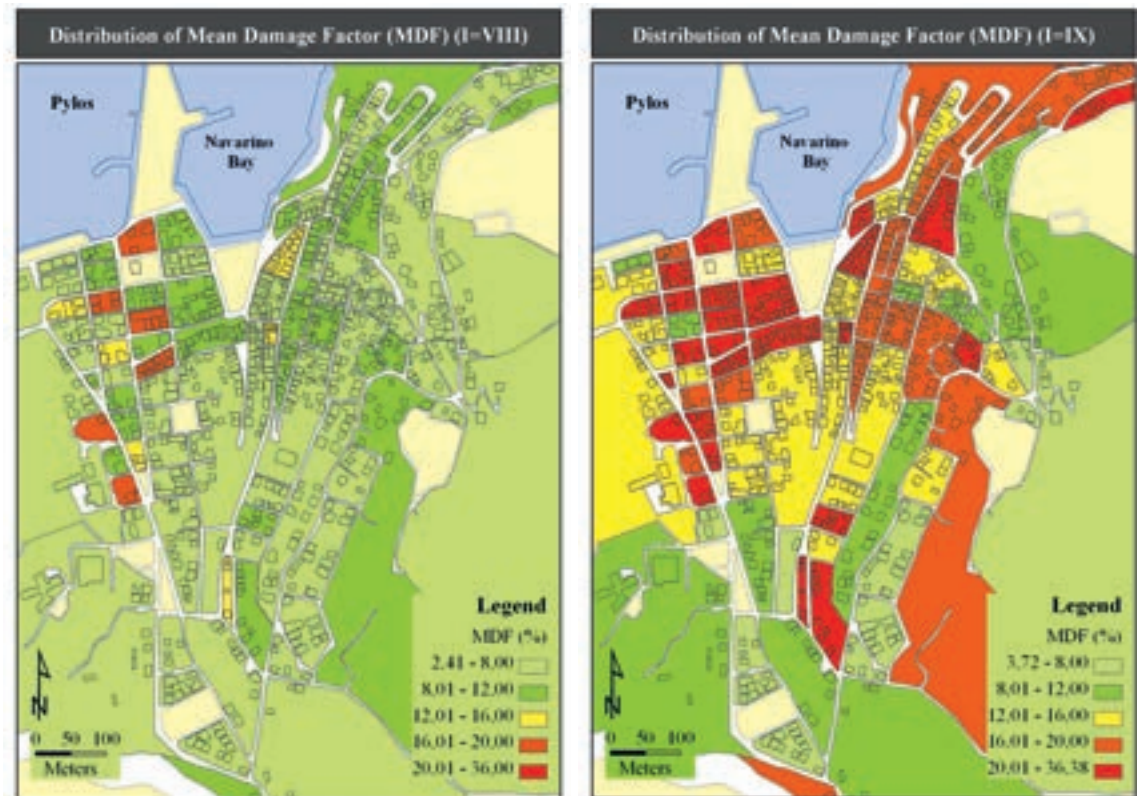 Distribution of Mean Damage Factor (MDF) (I=VIII)
Pylos
Navarino
Bay
Legend
MDF (%)
2.41 - 8.00
8.01 - 12.00
12.01 - 16.00
16.01 - 20.00
20.01 - 36.00
N
0 50 100
Meters
Distribution of Mean Damage Factor (MDF) (I=IX)
Pylos
Navarino
Bay
Legend
MDF (%)
3.72 - 8.00
8.01 - 12.00
12.01 - 16.00
16.01 - 20.00
20.01 - 36.38
N
0 50 100
Meters